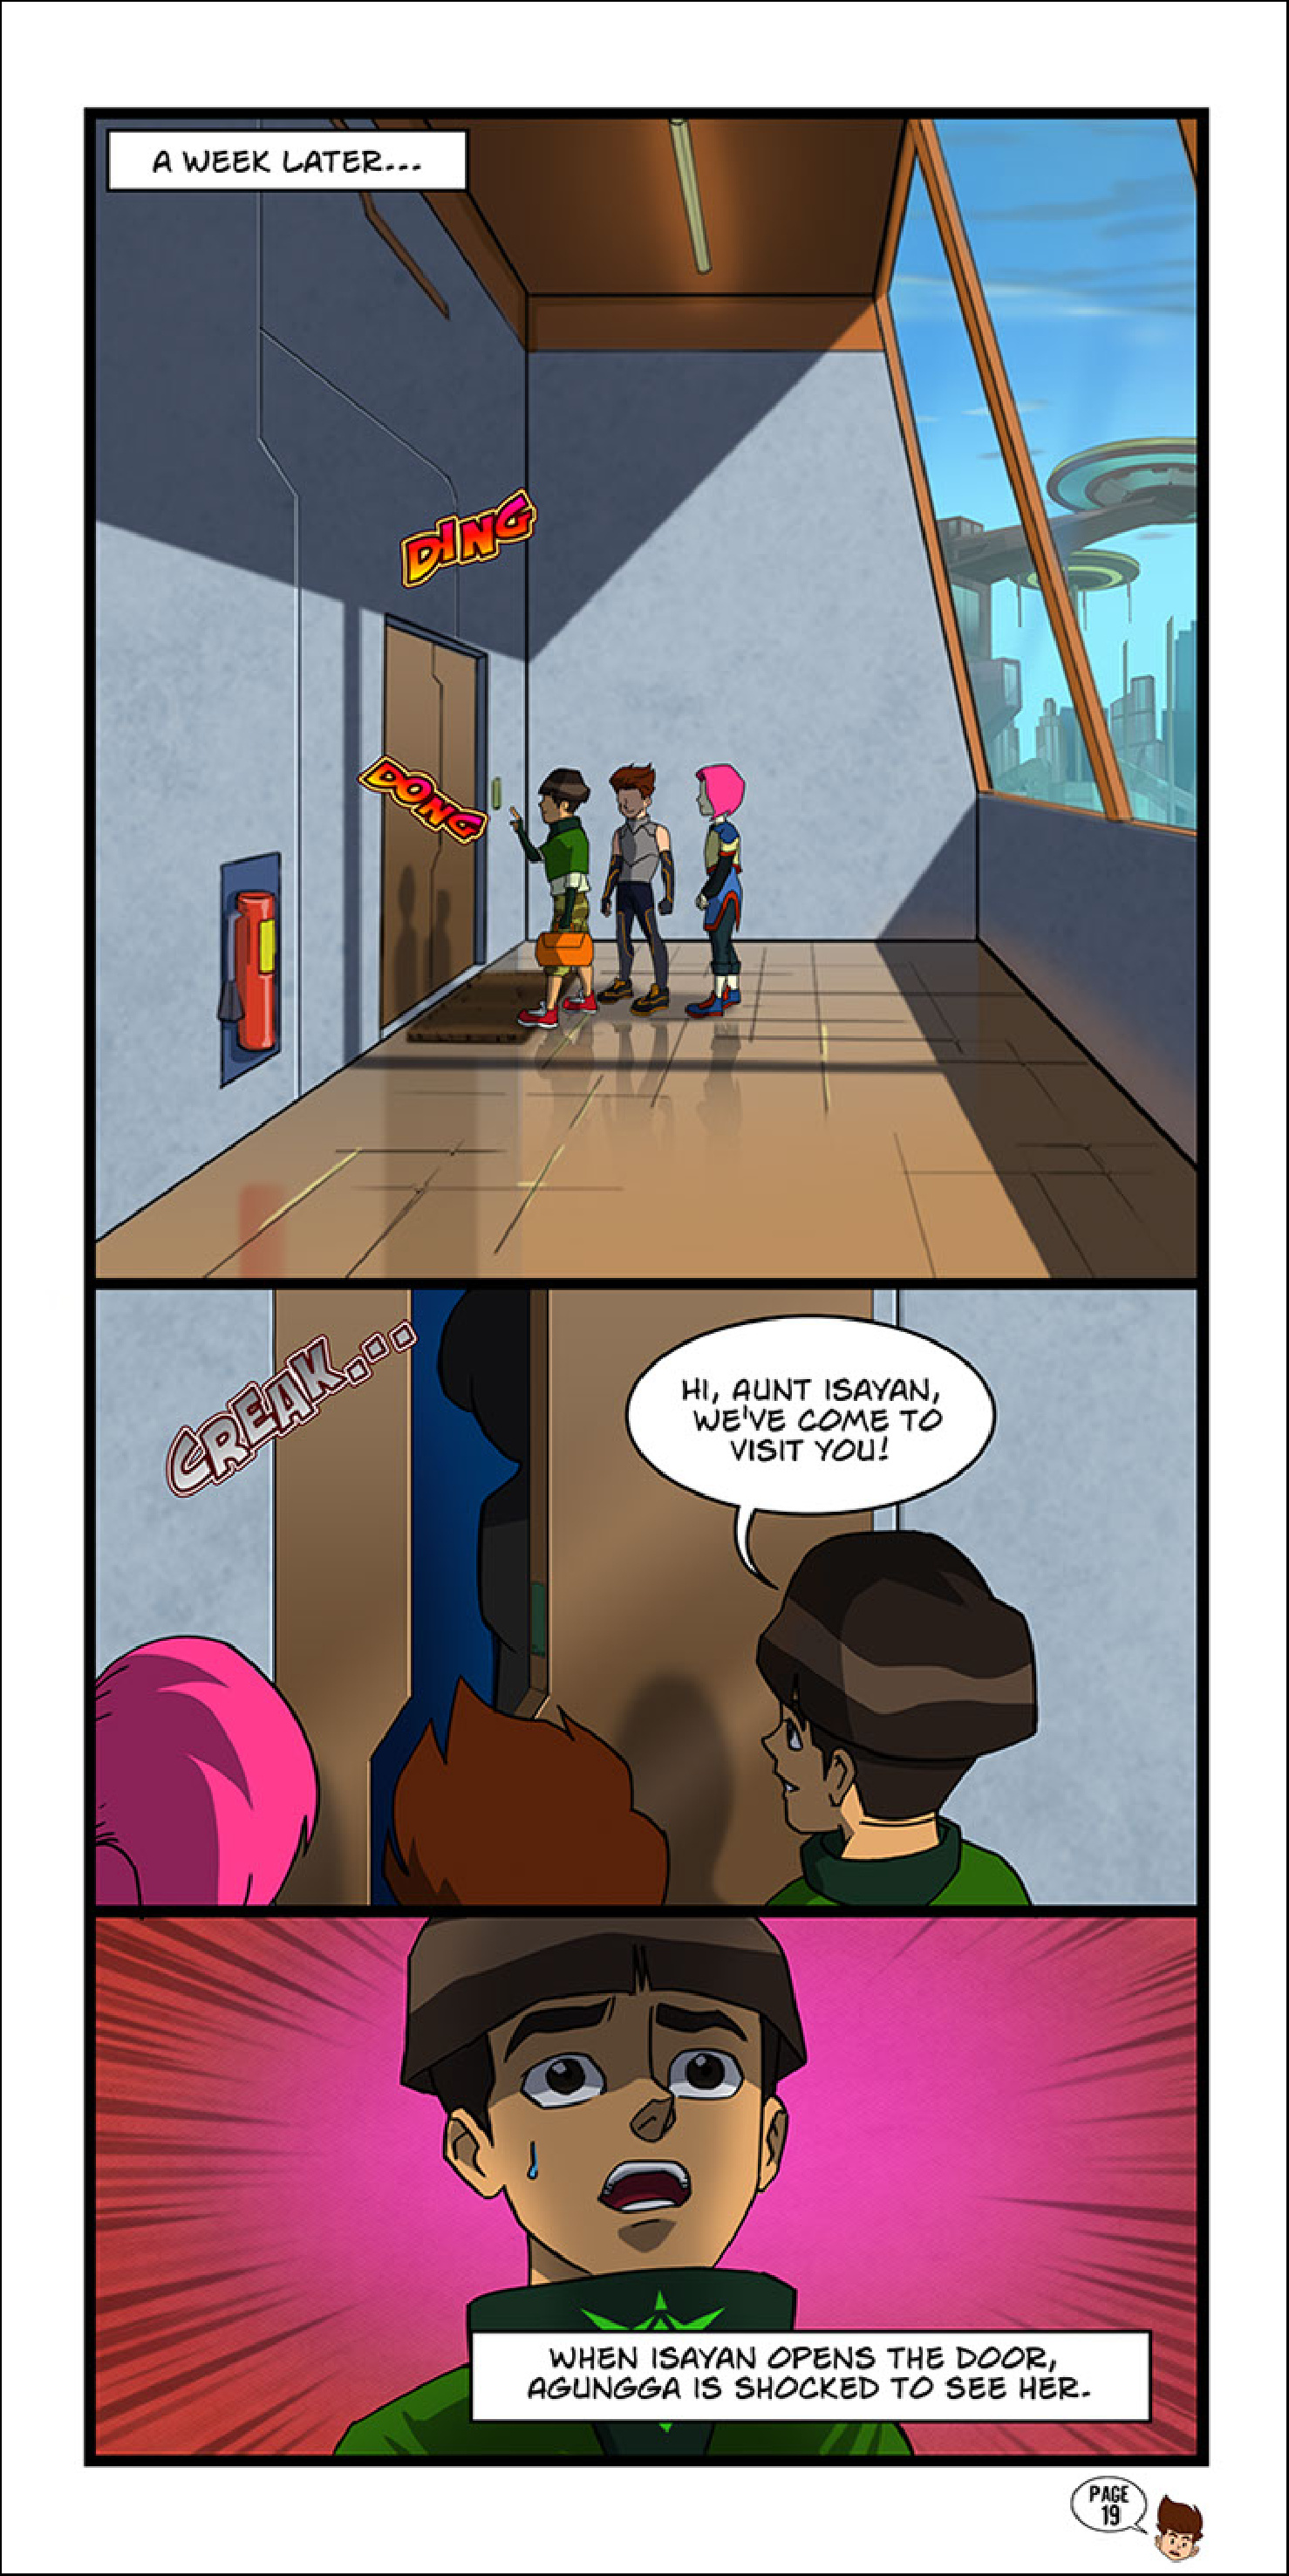 A WEEK LATER...
DING
DONG
CREAK...
HI, AUNT ISAYAN,
WE'VE COME TO
VISIT YOU!
WHEN ISAYAN OPENS THE DOOR,
AGUNGGA IS SHOCKED TO SEE HER.
PAGE
19